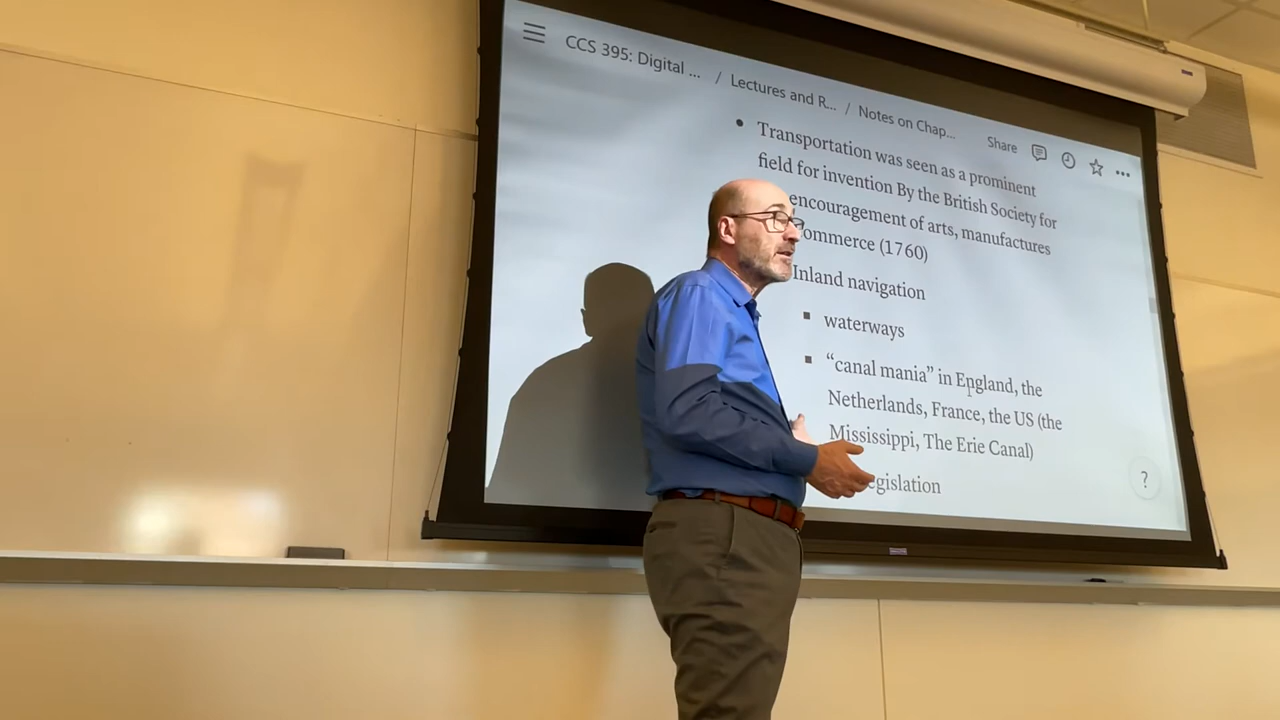 CCS 395: Digital ... / Lectures and R... / Notes on Chap...
Share
Transportation was seen as a prominent
field for invention By the British Society for
encouragement of arts, manufactures
commerce (1760)
Inland navigation
waterways
“canal mania” in England, the
Netherlands, France, the US (the
Mississippi, The Erie Canal)
egislation
?